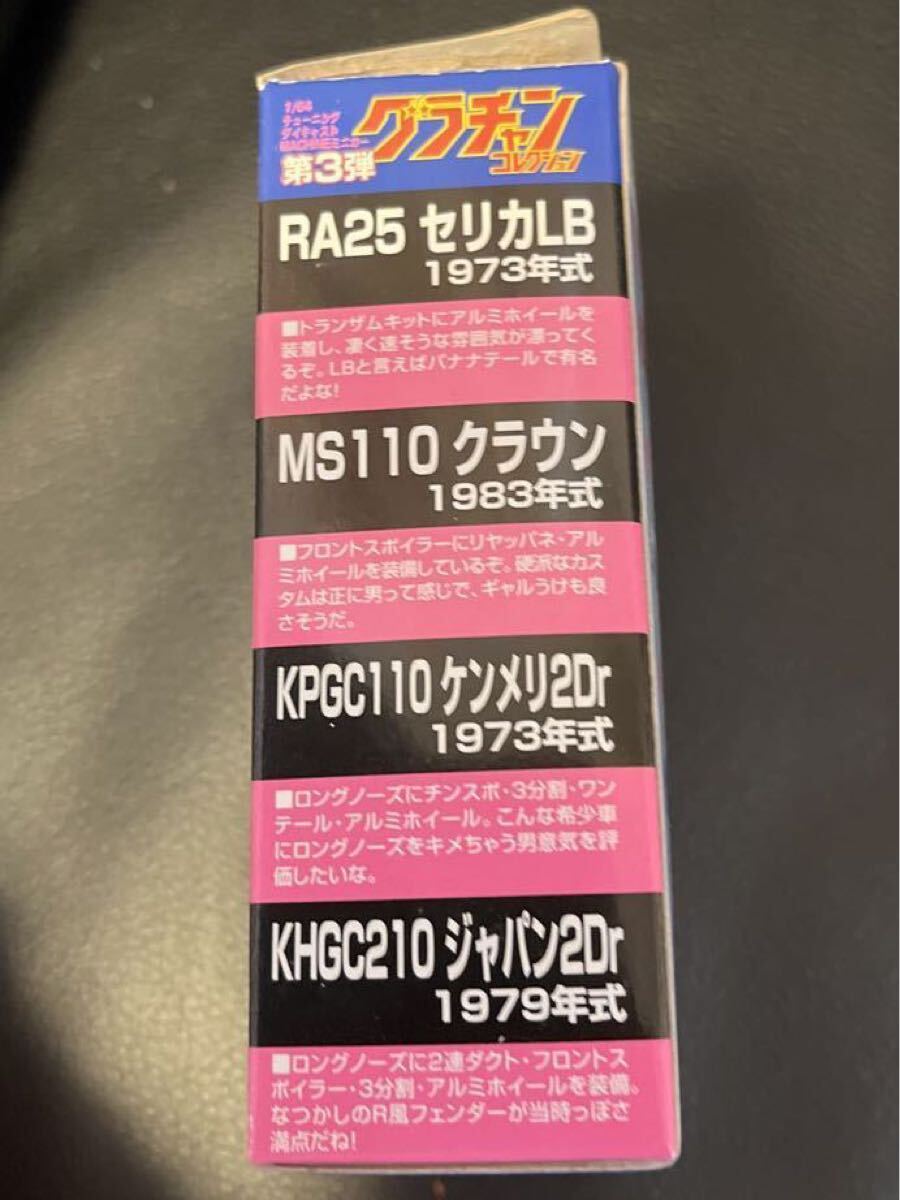 1/64
チューニング
ダイキャスト
MACHINEミニカー
第3弾
グラチャン
コレクション
RA25 セリカLB
1973年式
■トランザムキットにアルミホイールを
装着し、凄く速そうな雰囲気が漂ってく
るぞ。LBと言えばバナナテールで有名
だよな!
MS110 クラウン
1983年式
■フロントスポイラーにリヤッパネ・アル
ミホイールを装備しているぞ。硬派なカス
タムは正に男って感じで、ギャルうけも良
さそうだ。
KPGC110 ケンメリ2Dr
1973年式
■ロングノーズにチンスポ・3分割・ワン
テール・アルミホイール。こんな希少車
にロングノーズをキメちゃう男意気を評
価したいな。
KHGC210 ジャパン2Dr
1979年式
■ロングノーズに2連ダクト・フロントス
ポイラー・3分割・アルミホイールを装備。
なつかしのR風フェンダーが当時っぽさ
満点だね!